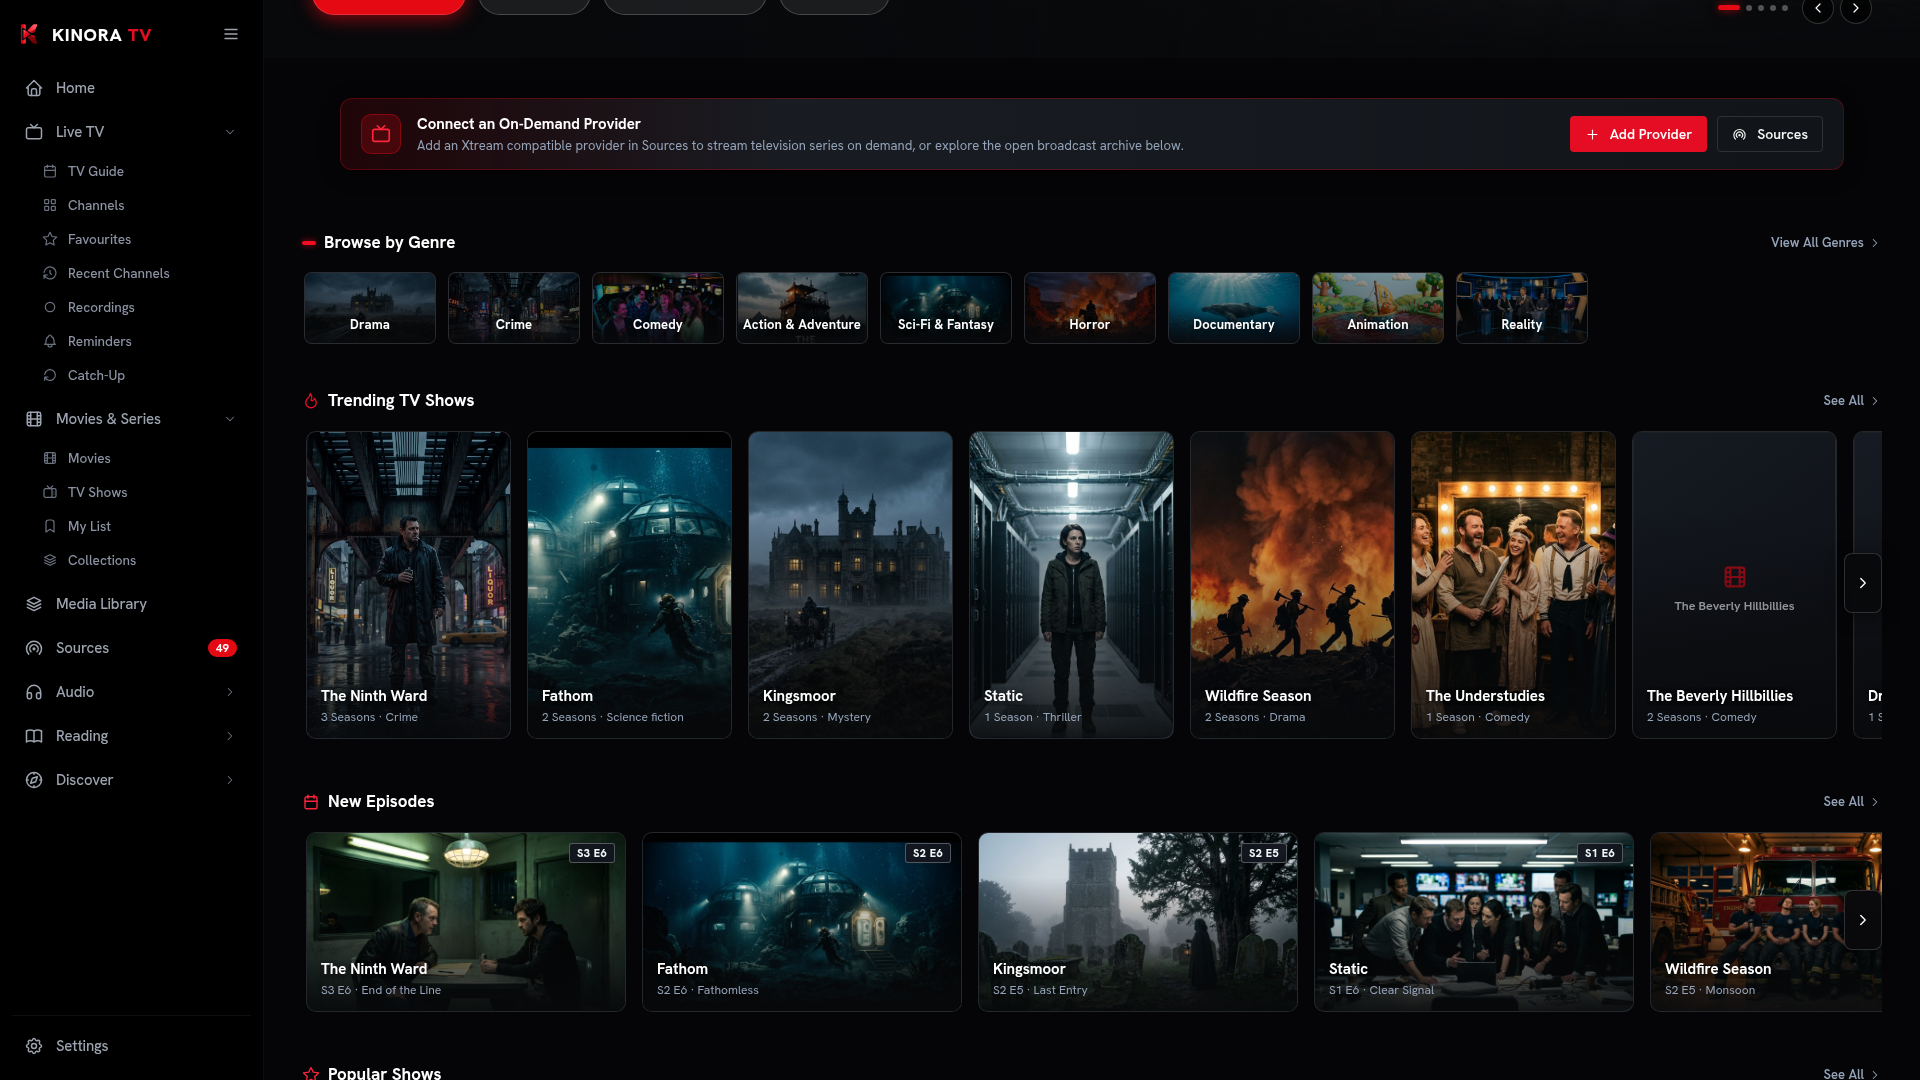 KINORA TV
Home
Live TV
TV Guide
Channels
Favourites
Recent Channels
Recordings
Reminders
Catch-Up
Movies & Series
Movies
TV Shows
My List
Collections
Media Library
Sources 49
Audio
Reading
Discover
Settings
Connect an On-Demand Provider
Add an Xtream compatible provider in Sources to stream television series on demand, or explore the open broadcast archive below.
Add Provider
Sources
Browse by Genre
View All Genres
Drama
Crime
Comedy
Action & Adventure
Sci-Fi & Fantasy
Horror
Documentary
Animation
Reality
Trending TV Shows
See All
LIQUOR
LIQUOR
The Ninth Ward
3 Seasons · Crime
Fathom
2 Seasons · Science fiction
Kingsmoor
2 Seasons · Mystery
Static
1 Season · Thriller
Wildfire Season
2 Seasons · Drama
The Understudies
1 Season · Comedy
The Beverly Hillbillies
The Beverly Hillbillies
2 Seasons · Comedy
New Episodes
See All
S3 E6
The Ninth Ward
S3 E6 · End of the Line
S2 E6
Fathom
S2 E6 · Fathomless
S2 E5
Kingsmoor
S2 E5 · Last Entry
S1 E6
Static
S1 E6 · Clear Signal
Wildfire Season
S2 E5 · Monsoon
Popular Shows
See All